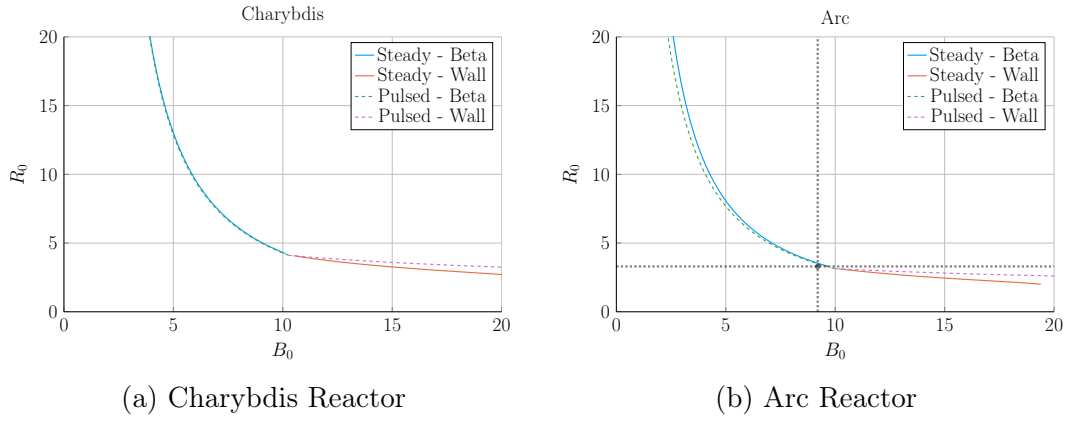 Charybdis
20
15
10
5
0
0
5
10
15
20
R₀
B₀
Steady - Beta
Steady - Wall
Pulsed - Beta
Pulsed - Wall
(a) Charybdis Reactor
Arc
20
15
10
5
0
0
5
10
15
20
R₀
B₀
Steady - Beta
Steady - Wall
Pulsed - Beta
Pulsed - Wall
(b) Arc Reactor